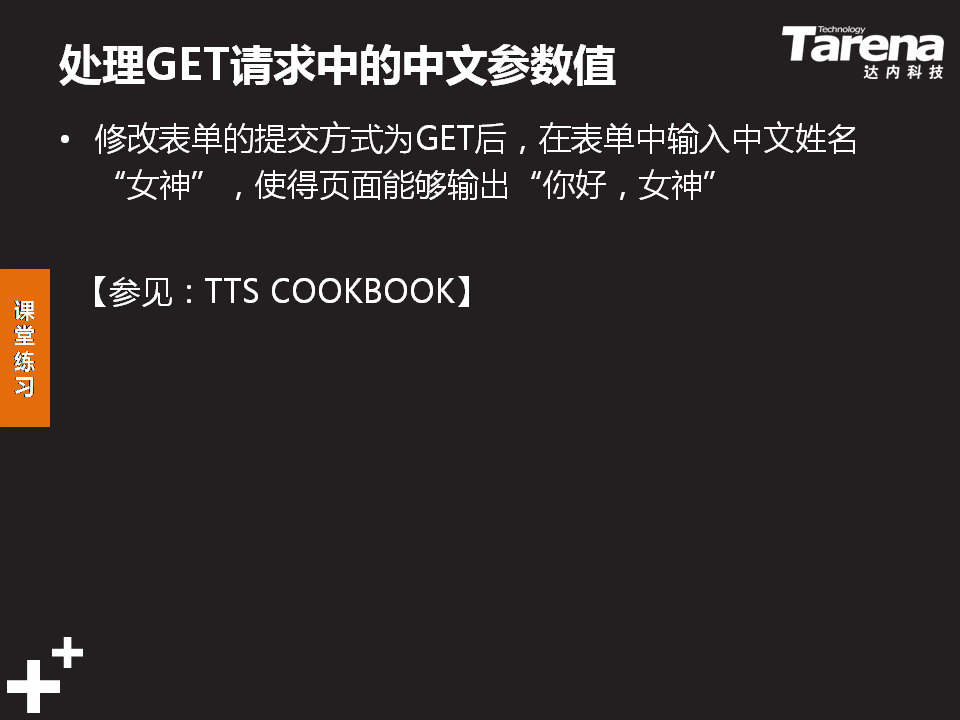 处理GET请求中的中文参数值
Technology
Tarena
达内科技
• 修改表单的提交方式为GET后，在表单中输入中文姓名
“女神”，使得页面能够输出“你好，女神”
【参见：TTS COOKBOOK】
课
堂
练
习